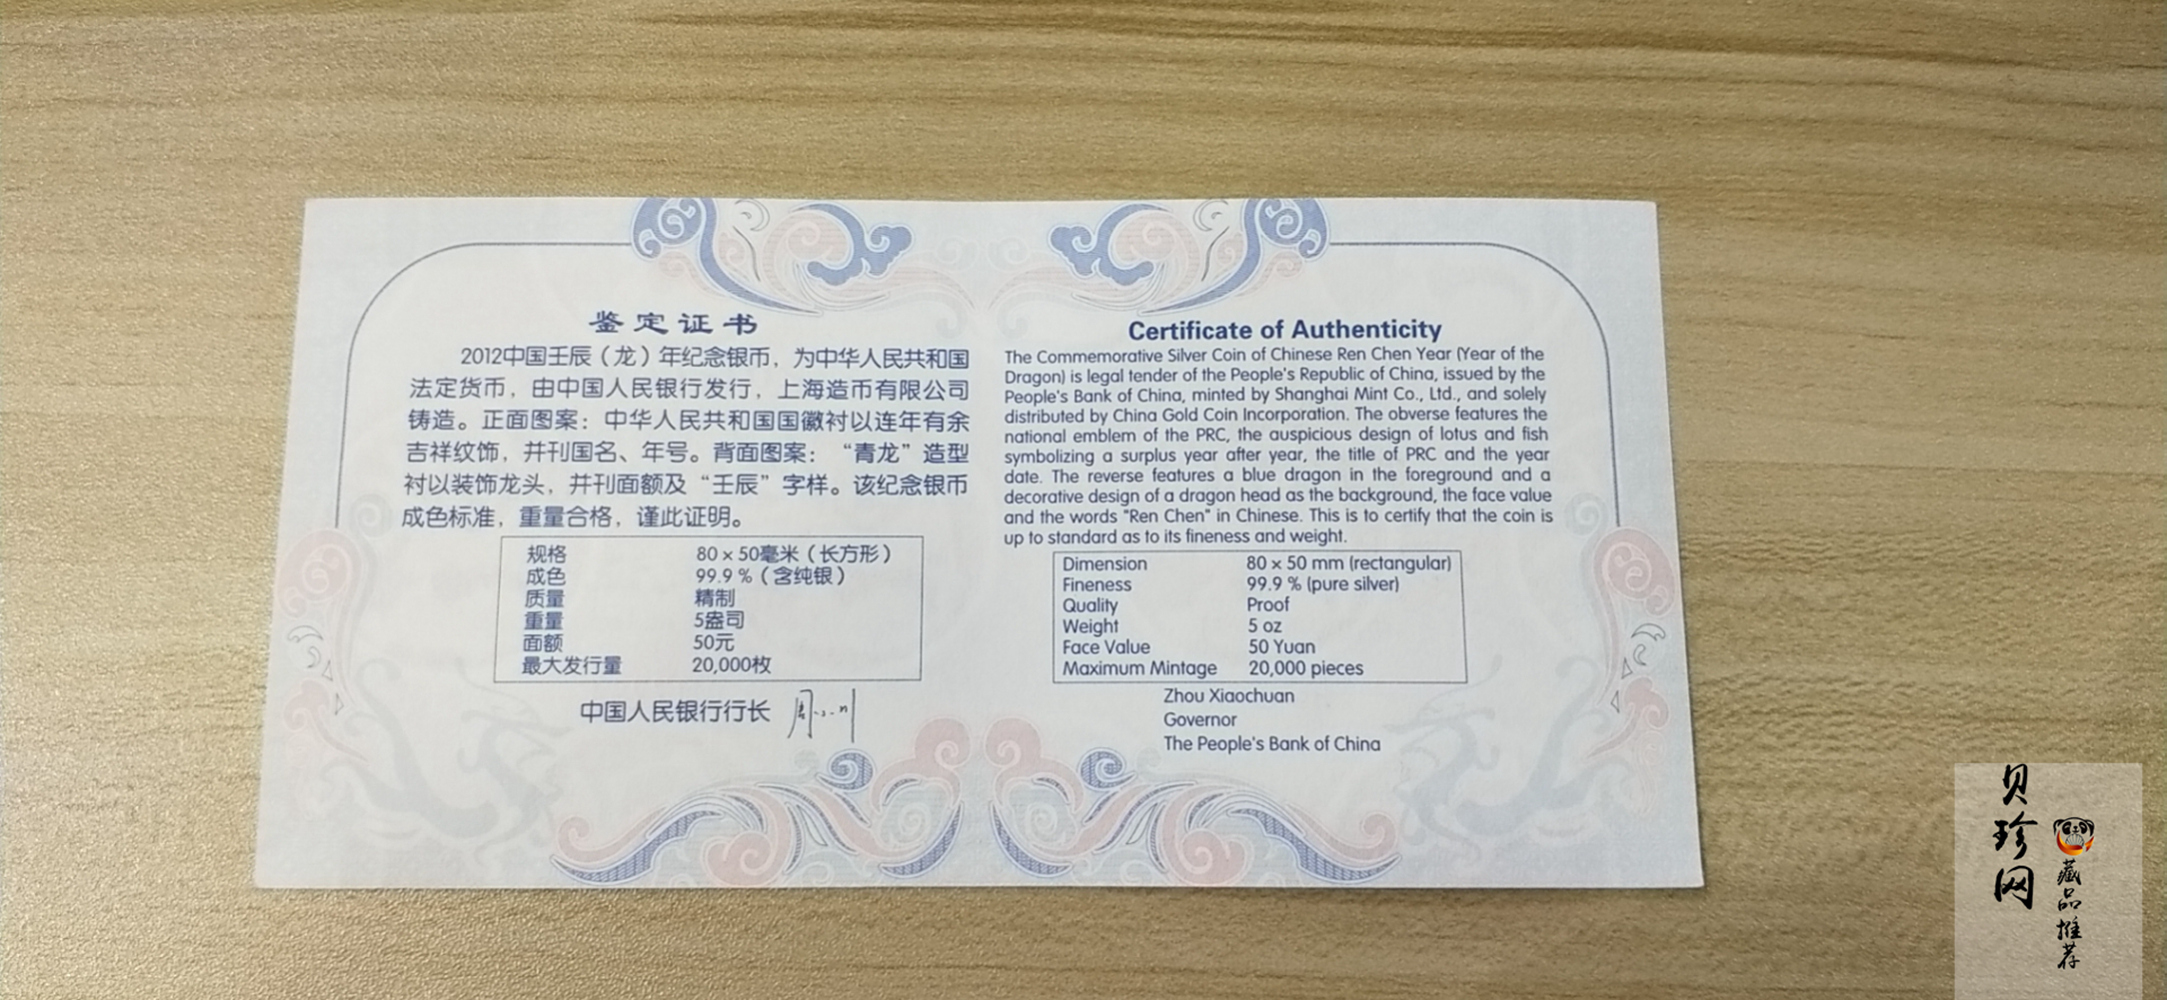 鉴定证书
2012中国壬辰（龙）年纪念银币，为中华人民共和国
法定货币，由中国人民银行发行，上海造币有限公司
铸造。正面图案：中华人民共和国国徽衬以连年有余
吉祥纹饰，并刊国名、年号。背面图案：“青龙”造型
衬以装饰龙头，并刊面额及“壬辰”字样。该纪念银币
成色标准，重量合格，谨此证明。
规格 80×50毫米（长方形）
成色 99.9％（含纯银）
质量 精制
重量 5盎司
面额 50元
最大发行量 20,000枚
中国人民银行行长 周小川
Certificate of Authenticity
The Commemorative Silver Coin of Chinese Ren Chen Year (Year of the
Dragon) is legal tender of the People's Republic of China, issued by the
People's Bank of China, minted by Shanghai Mint Co., Ltd., and solely
distributed by China Gold Coin Incorporation. The obverse features the
national emblem of the PRC, the auspicious design of lotus and fish
symbolizing a surplus year after year, the title of PRC and the year
date. The reverse features a blue dragon in the foreground and a
decorative design of a dragon head as the background, the face value
and the words "Ren Chen" in Chinese. This is to certify that the coin is
up to standard as to its fineness and weight.
Dimension 80 × 50 mm (rectangular)
Fineness 99.9 % (pure silver)
Quality Proof
Weight 5 oz
Face Value 50 Yuan
Maximum Mintage 20,000 pieces
Zhou Xiaochuan
Governor
The People's Bank of China
贝珍网
藏品推荐